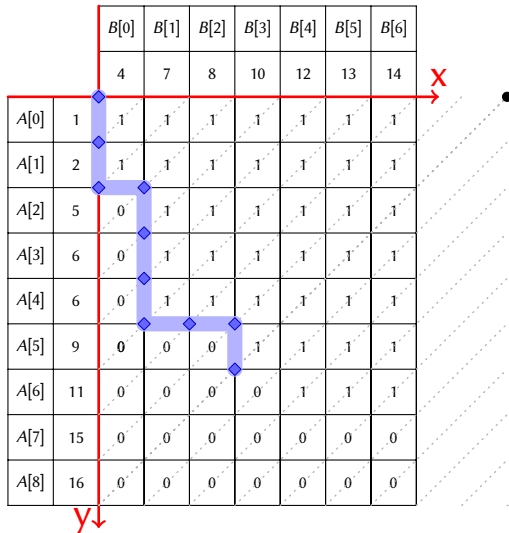 B[0] B[1] B[2] B[3] B[4] B[5] B[6]
4 7 8 10 12 13 14
x
A[0] 1 1 1 1 1 1 1 1
A[1] 2 1 1 1 1 1 1 1
A[2] 5 0 1 1 1 1 1 1
A[3] 6 0 1 1 1 1 1 1
A[4] 6 0 1 1 1 1 1 1
A[5] 9 0 0 0 1 1 1 1
A[6] 11 0 0 0 0 1 1 1
A[7] 15 0 0 0 0 0 0 0
A[8] 16 0 0 0 0 0 0 0
y